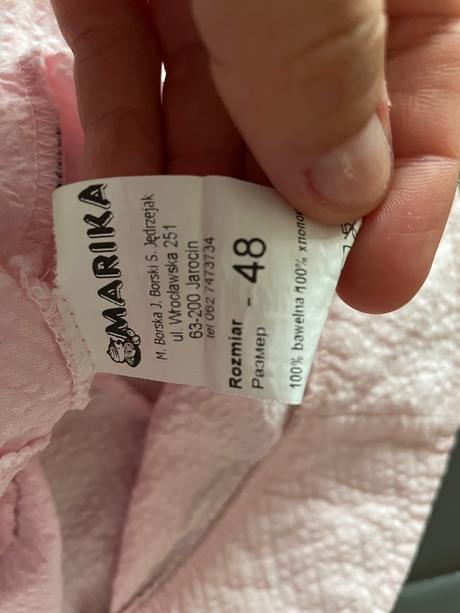 MARIKA
M. Borska J. Borski S. Jędrzejak
ul. Wrocławska 251
63-200 Jarocin
tel 062 7473734
Rozmiar - 48
Размер
100% bawełna 100%